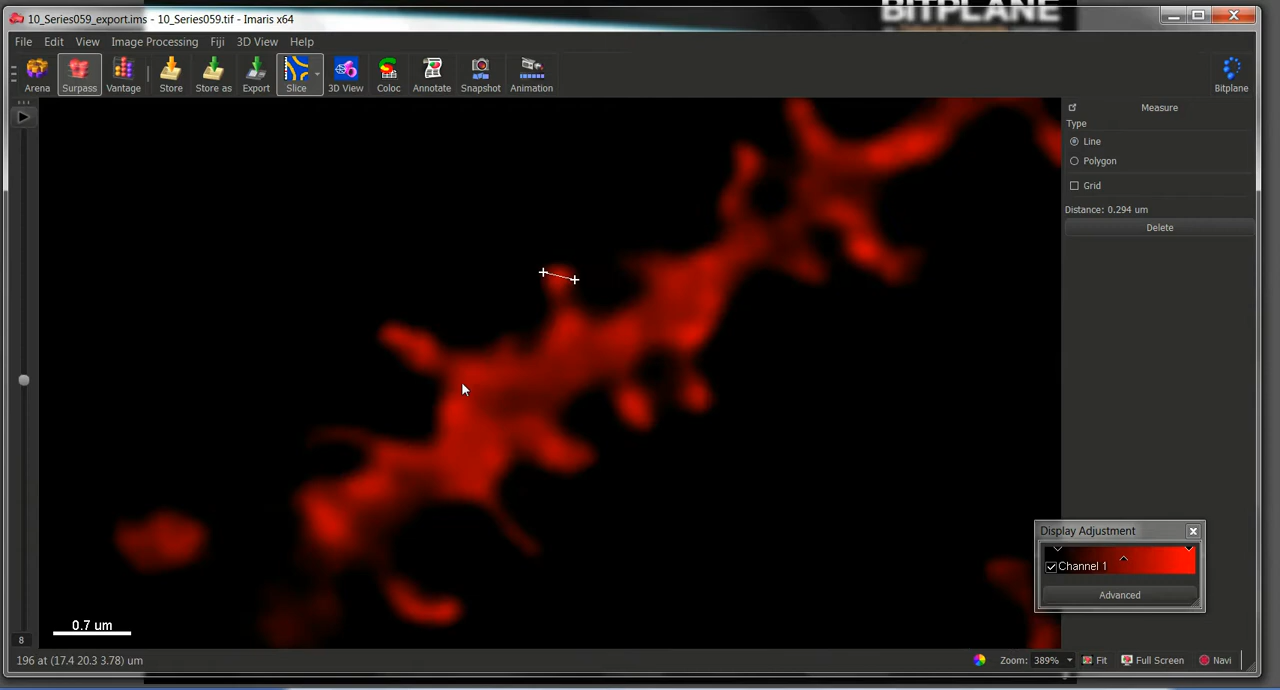 BITPLANE
10_Series059_export.ims - 10_Series059.tif - Imaris x64
File Edit View Image Processing Fiji 3D View Help
Arena Surpass Vantage Store Store as Export Slice 3D View Coloc Annotate Snapshot Animation Bitplane
Measure
Type
Line
Polygon
Grid
Distance: 0.294 um
Delete
Display Adjustment
Channel 1
Advanced
0.7 um
8
196 at (17.4 20.3 3.78) um
Zoom: 389% Fit Full Screen Navi